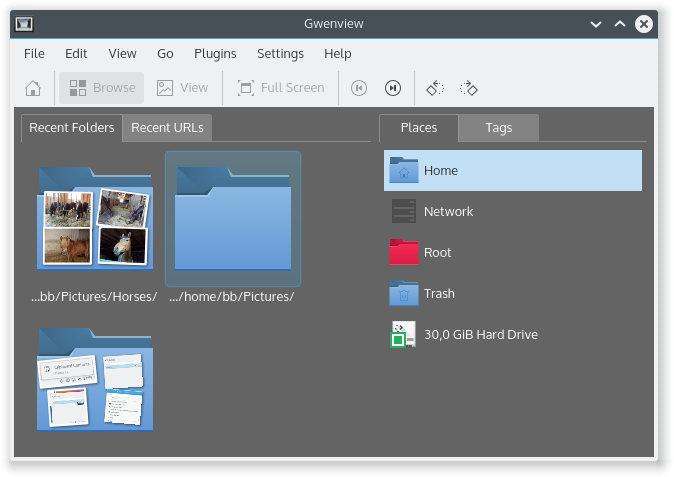 Gwenview
File Edit View Go Plugins Settings Help
Browse View Full Screen
Recent Folders Recent URLs
Places Tags
Home
Network
Root
Trash
30,0 GiB Hard Drive
...bb/Pictures/Horses/ .../home/bb/Pictures/